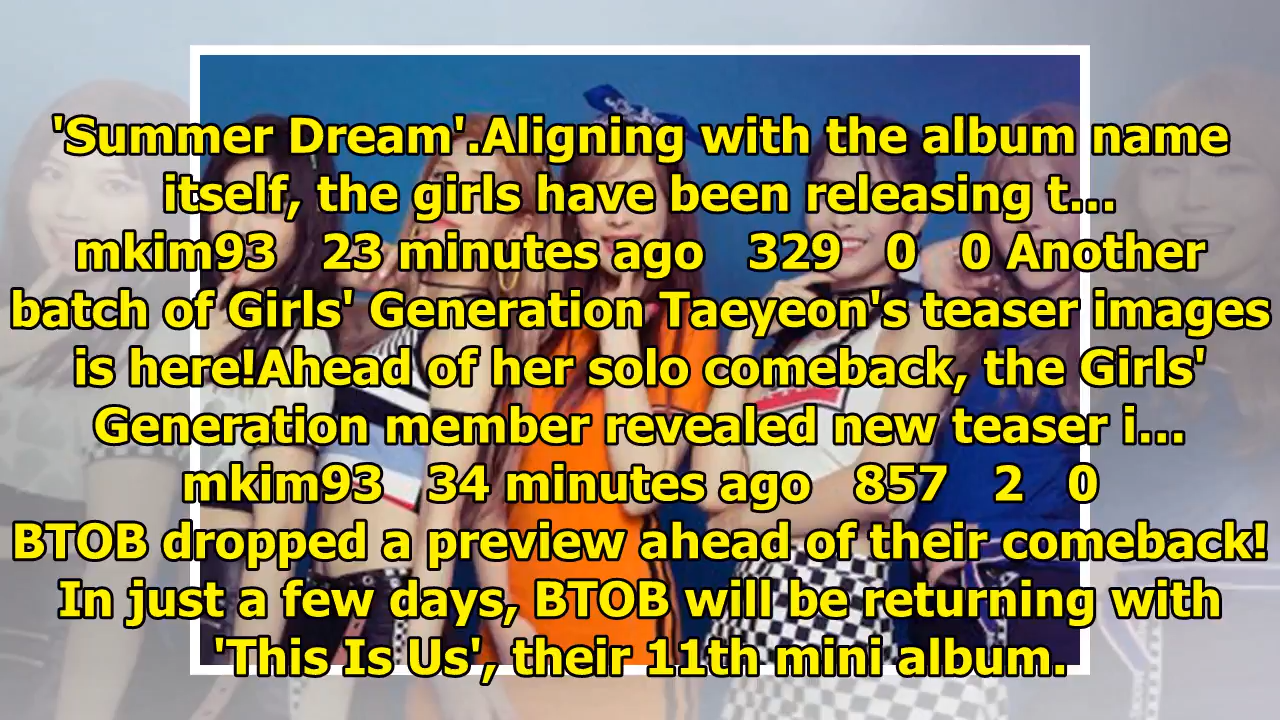 'Summer Dream'.Aligning with the album name
itself, the girls have been releasing t...
mkim93 23 minutes ago 329 0 0 Another
batch of Girls' Generation Taeyeon's teaser images
is here!Ahead of her solo comeback, the Girls'
Generation member revealed new teaser i...
mkim93 34 minutes ago 857 2 0
BTOB dropped a preview ahead of their comeback!
In just a few days, BTOB will be returning with
'This Is Us', their 11th mini album.